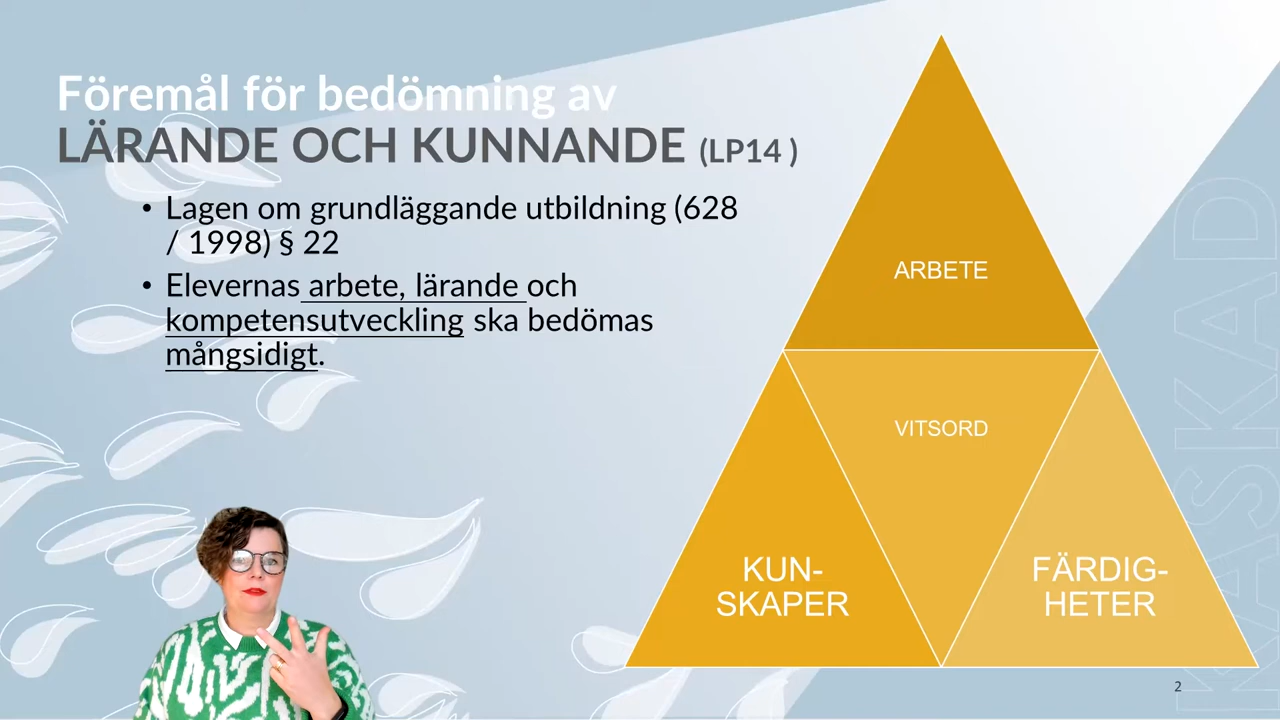 Föremål för bedömning av
LÄRANDE OCH KUNNANDE (LP14 )
• Lagen om grundläggande utbildning (628
/ 1998) § 22
• Elevernas arbete, lärande och
kompetensutveckling ska bedömas
mångsidigt.
ARBETE
VITSORD
KUN-
SKAPER
FÄRDIG-
HETER
KASKAD
2